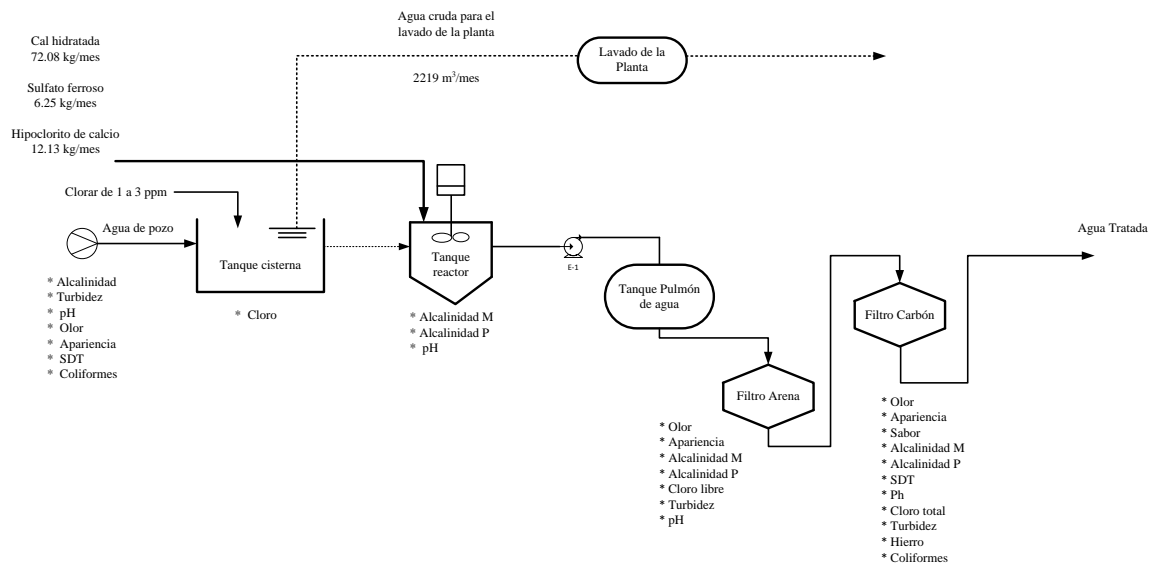 Agua cruda para el
lavado de la planta
Cal hidratada
72.08 kg/mes
Lavado de la
Planta
2219 m³/mes
Sulfato ferroso
6.25 kg/mes
Hipoclorito de calcio
12.13 kg/mes
Clorar de 1 a 3 ppm
Agua de pozo
Tanque cisterna
Tanque
reactor
E-1
Tanque Pulmón
de agua
Filtro Carbón
Agua Tratada
* Alcalinidad
* Turbidez
* pH
* Olor
* Apariencia
* SDT
* Coliformes
* Cloro
* Alcalinidad M
* Alcalinidad P
* pH
Filtro Arena
* Olor
* Apariencia
* Alcalinidad M
* Alcalinidad P
* Cloro libre
* Turbidez
* pH
* Olor
* Apariencia
* Sabor
* Alcalinidad M
* Alcalinidad P
* SDT
* Ph
* Cloro total
* Turbidez
* Hierro
* Coliformes